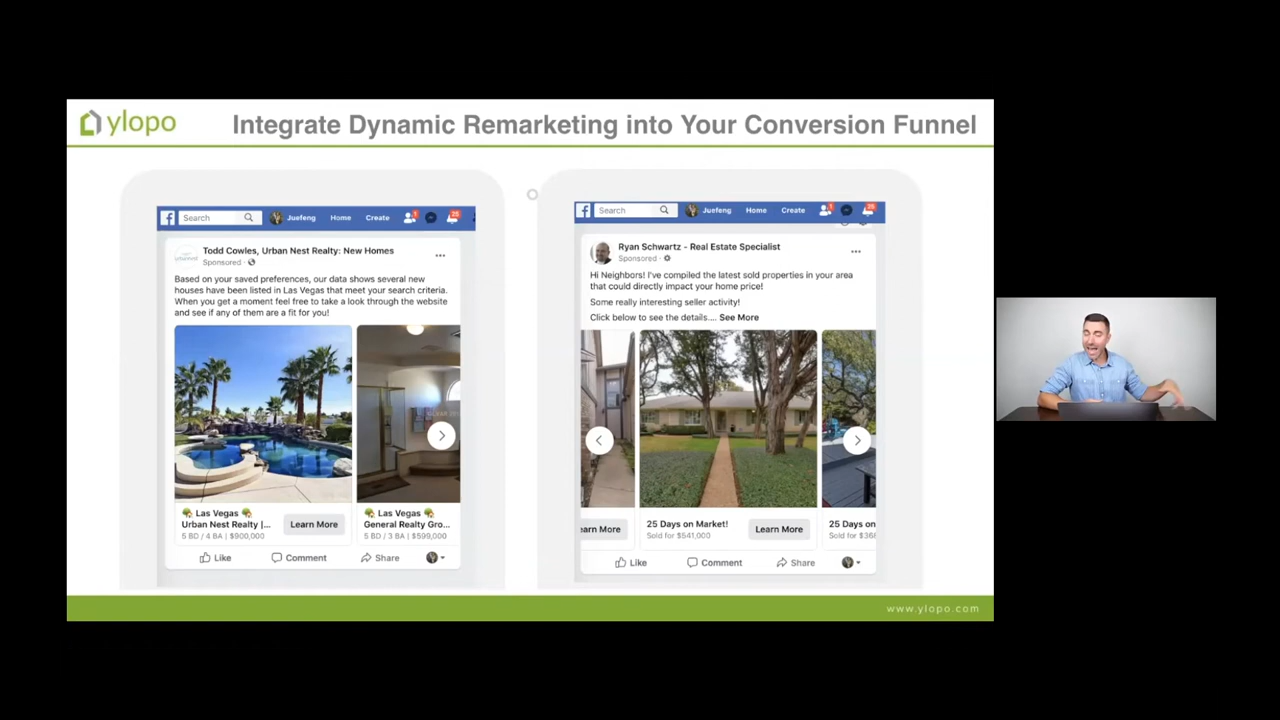 ylopo
Integrate Dynamic Remarketing into Your Conversion Funnel
Search
Juefeng
Home
Create
1
25
Todd Cowles, Urban Nest Realty: New Homes
Sponsored ·
Based on your saved preferences, our data shows several new
houses have been listed in Las Vegas that meet your search criteria.
When you get a moment feel free to take a look through the website
and see if any of them are a fit for you!
Las Vegas
Urban Nest Realty |...
5 BD / 4 BA | $900,000
Learn More
Las Vegas
General Realty Gro...
5 BD / 3 BA | $599,000
Like
Comment
Share
Search
Juefeng
Home
Create
1
Ryan Schwartz - Real Estate Specialist
Sponsored ·
Hi Neighbors! I've compiled the latest sold properties in your area
that could directly impact your home price!
Some really interesting seller activity!
Click below to see the details.... See More
earn More
25 Days on Market!
Sold for $541,000
Learn More
25 Days on
Sold for $36
Like
Comment
Share
www.ylopo.com